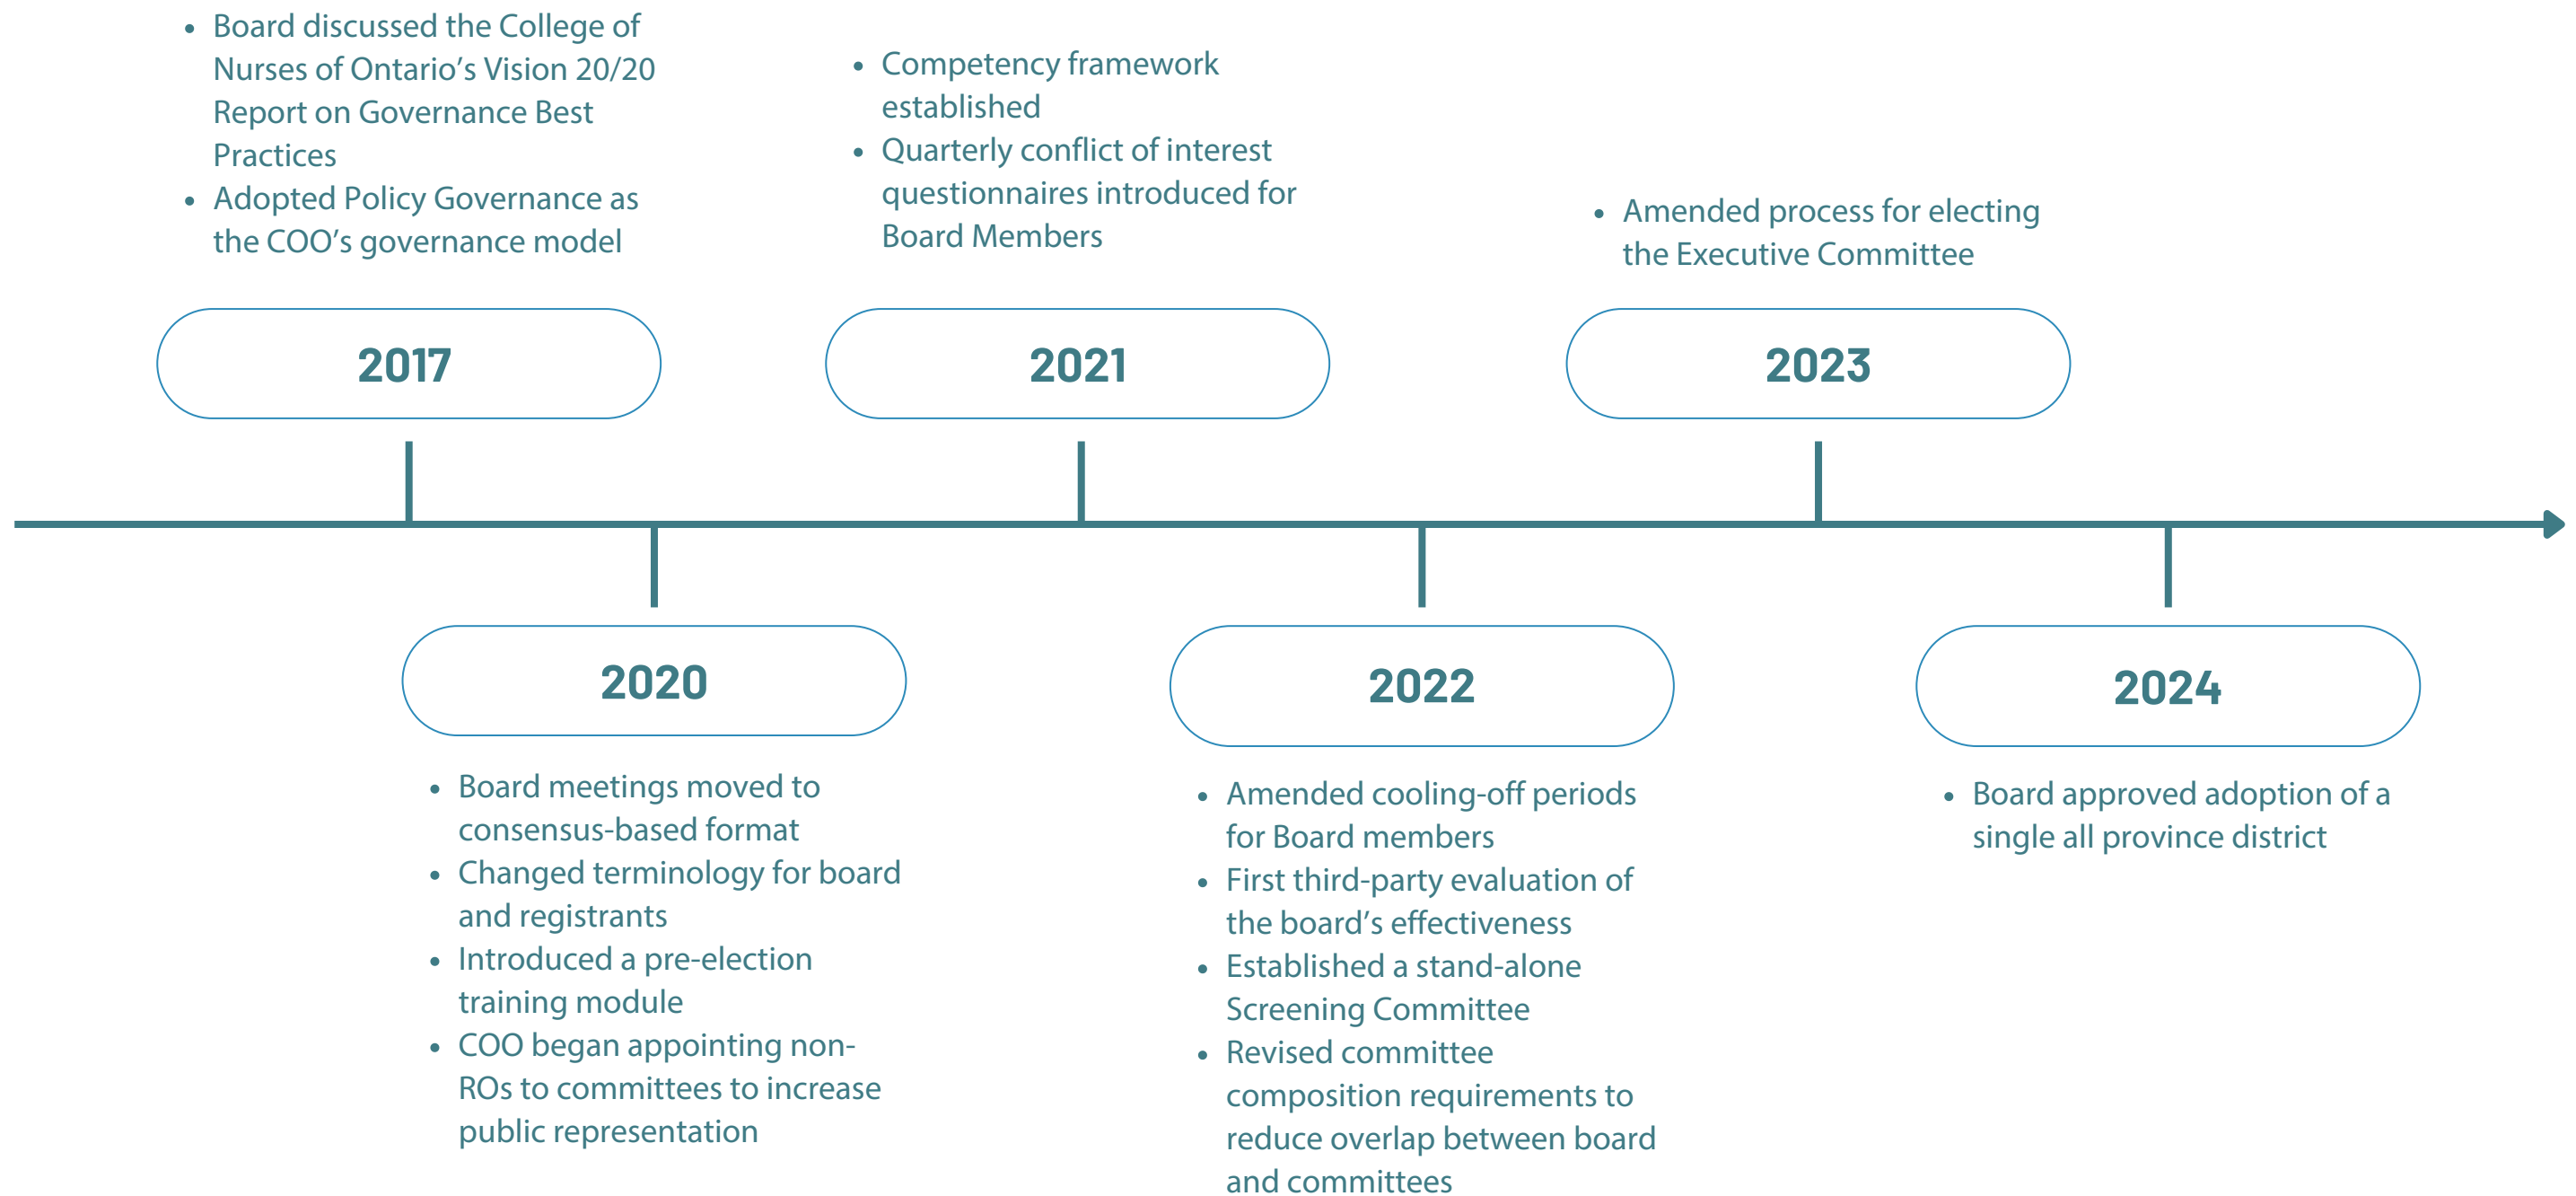 • Board discussed the College of
Nurses of Ontario’s Vision 20/20
Report on Governance Best
Practices
• Adopted Policy Governance as
the COO’s governance model
2017
• Board meetings moved to
consensus-based format
• Changed terminology for board
and registrants
• Introduced a pre-election
training module
• COO began appointing non-
ROs to committees to increase
public representation
2020
• Competency framework
established
• Quarterly conflict of interest
questionnaires introduced for
Board Members
2021
2022
• Amended cooling-off periods
for Board members
• First third-party evaluation of
the board’s effectiveness
• Established a stand-alone
Screening Committee
• Revised committee
composition requirements to
reduce overlap between board
and committees
• Amended process for electing
the Executive Committee
2023
2024
• Board approved adoption of a
single all province district